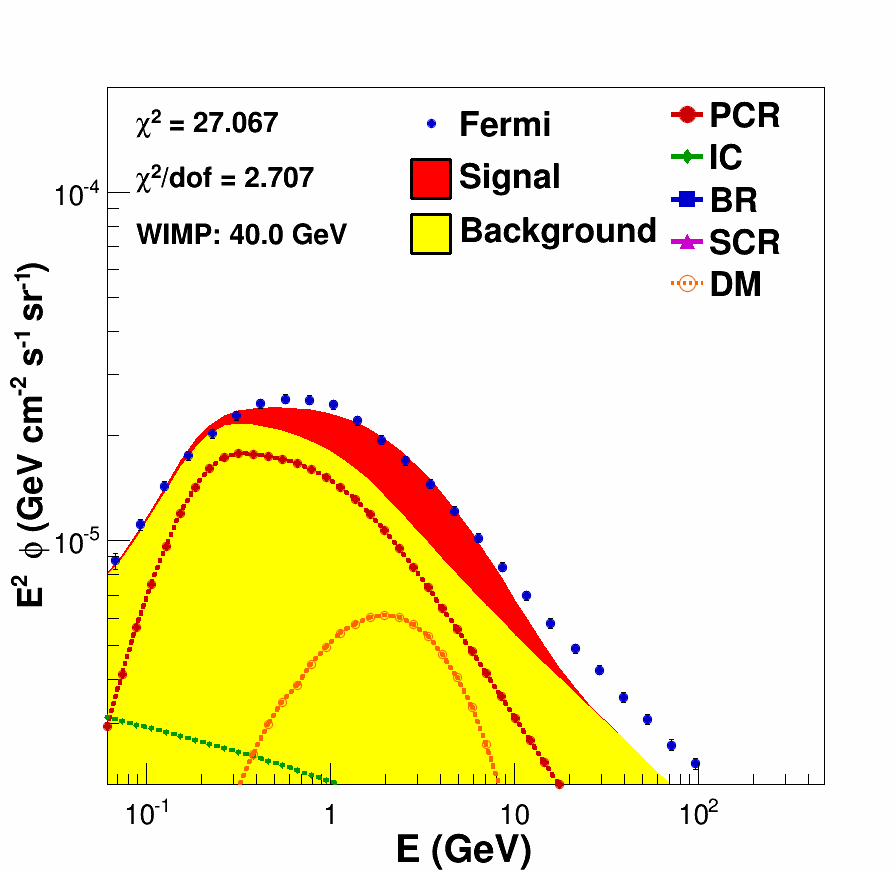 χ² = 27.067
χ²/dof = 2.707
WIMP: 40.0 GeV
Fermi
Signal
Background
PCR
IC
BR
SCR
DM
10⁻⁴
10⁻⁵
E² ϕ (GeV cm⁻² s⁻¹ sr⁻¹)
10⁻¹
1
10
10²
E (GeV)